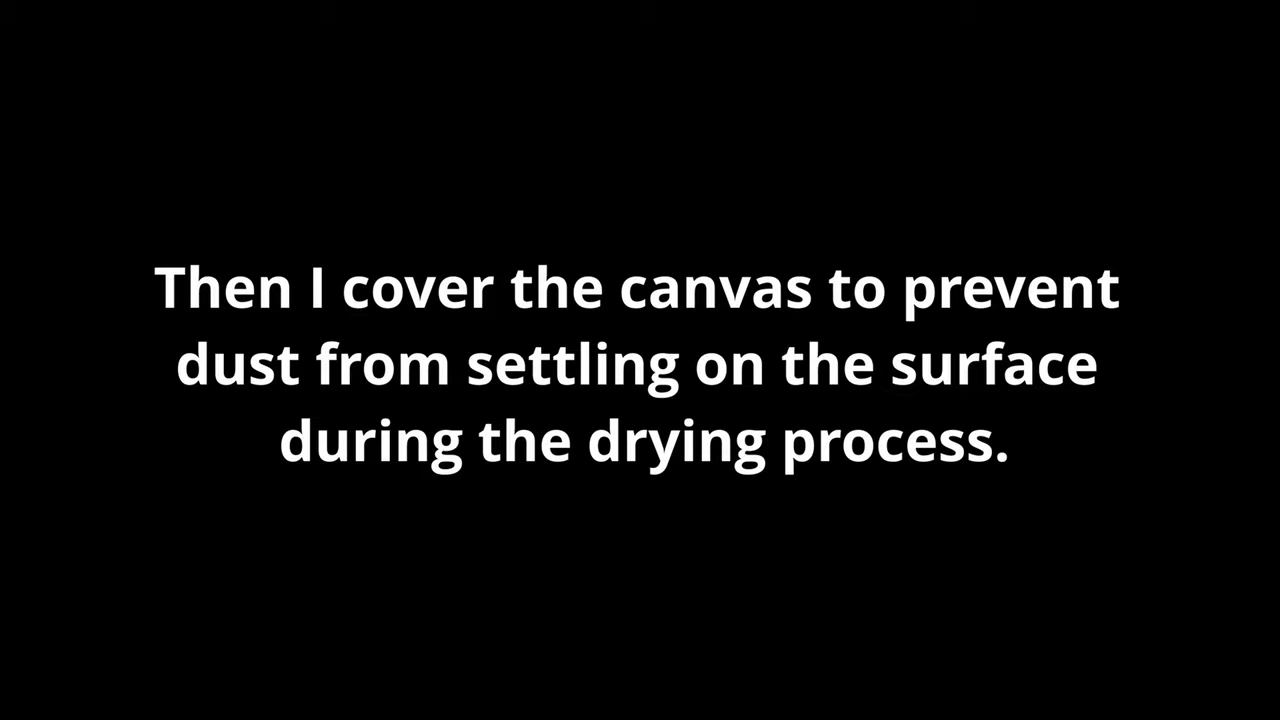 Then I cover the canvas to prevent
dust from settling on the surface
during the drying process.